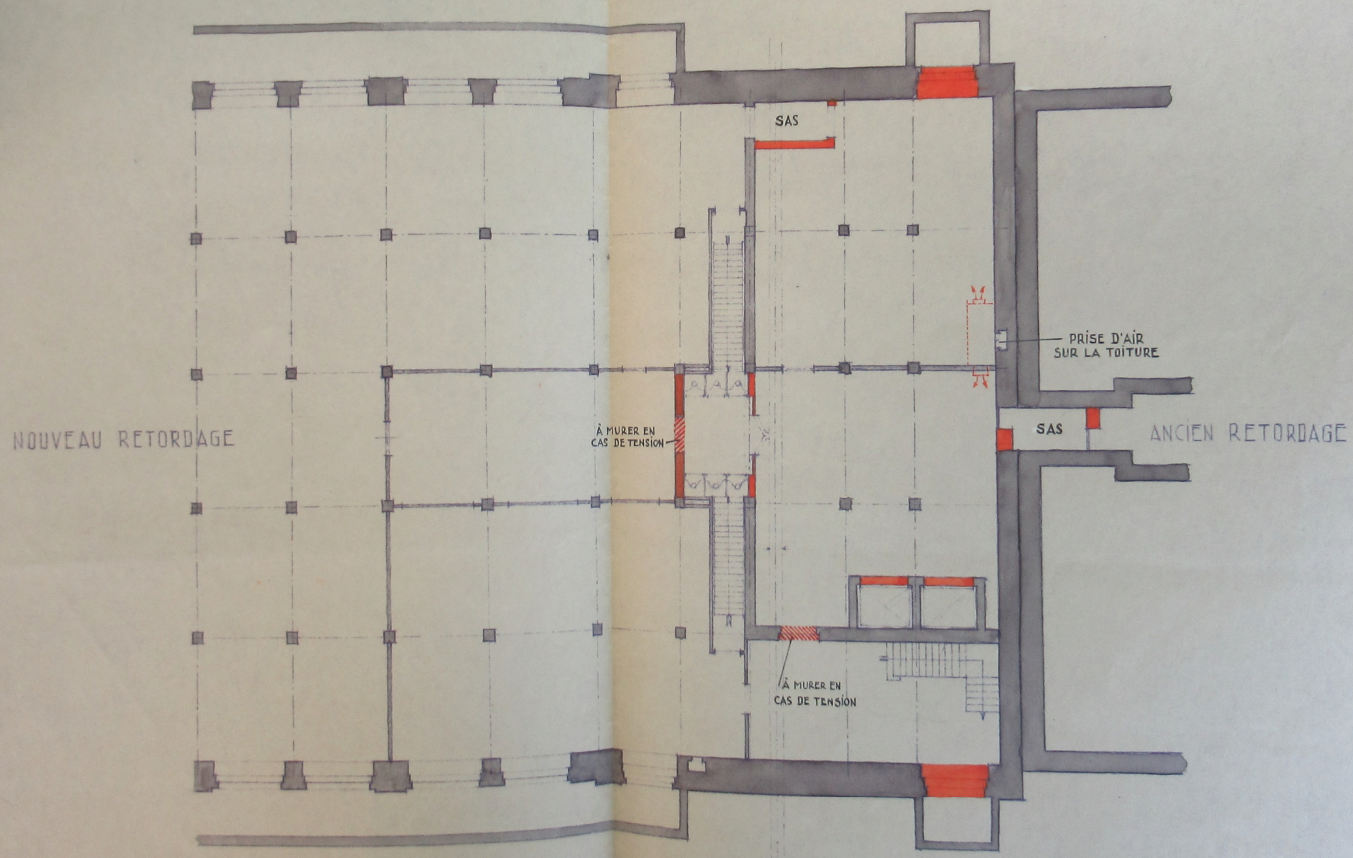 SAS
PRISE D'AIR
SUR LA TOITURE
À MURER EN
CAS DE TENSION
NOUVEAU RETORDAGE
SAS
ANCIEN RETORDAGE
À MURER EN
CAS DE TENSION